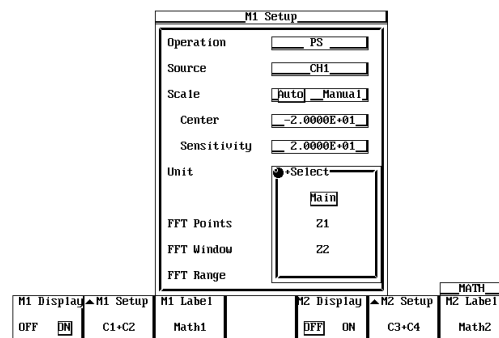 M1 Setup
Operation PS
Source CH1
Scale Auto Manual
Center -2.0000E+01
Sensitivity 2.0000E+01
Unit +Select
Main
FFT Points Z1
FFT Window Z2
FFT Range
MATH
M1 Display M1 Setup M1 Label M2 Display M2 Setup M2 Label
OFF ON C1+C2 Math1 OFF ON C3+C4 Math2